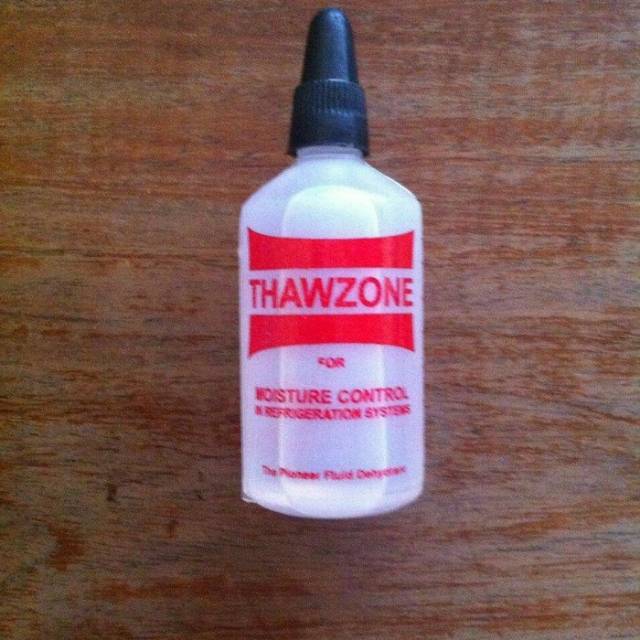 THAWZONE
FOR
MOISTURE CONTROL
IN REFRIGERATION SYSTEMS
The Pioneer Fluid Dehydrant